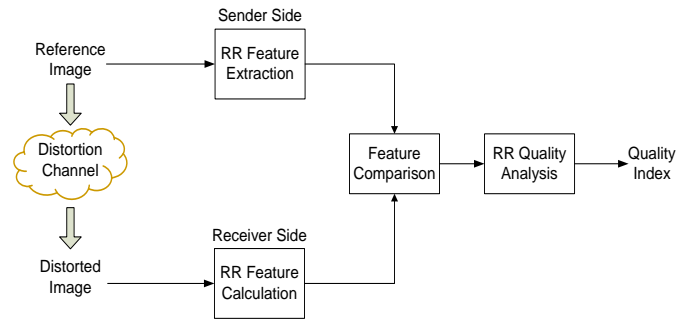 Sender Side
Reference
Image
RR Feature
Extraction
Distortion
Channel
Feature
Comparison
RR Quality
Analysis
Quality
Index
Receiver Side
Distorted
Image
RR Feature
Calculation